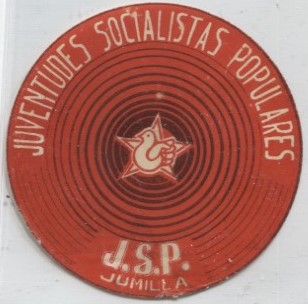 JUVENTUDES SOCIALISTAS POPULARES
J.S.P.
JUMILLA